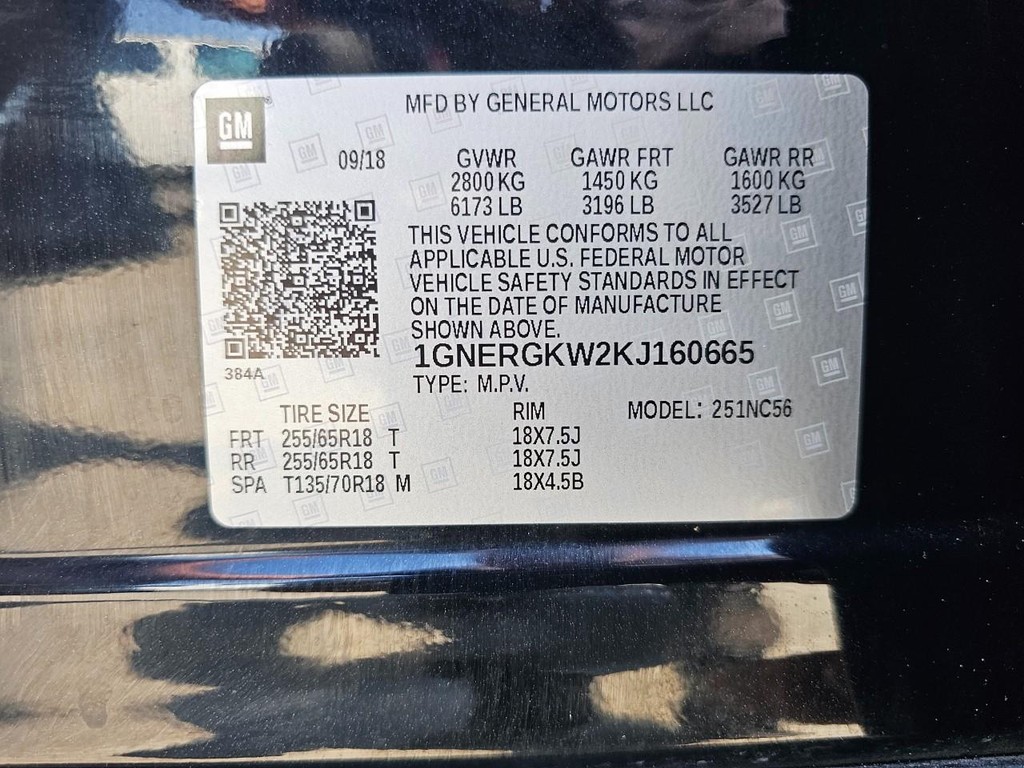 GM
MFD BY GENERAL MOTORS LLC
09/18
GVWR GAWR FRT GAWR RR
2800 KG 1450 KG 1600 KG
6173 LB 3196 LB 3527 LB
THIS VEHICLE CONFORMS TO ALL
APPLICABLE U.S. FEDERAL MOTOR
VEHICLE SAFETY STANDARDS IN EFFECT
ON THE DATE OF MANUFACTURE
SHOWN ABOVE.
384A
1GNERGKW2KJ160665
TYPE: M.P.V.
TIRE SIZE RIM MODEL: 251NC56
FRT 255/65R18 T 18X7.5J
RR 255/65R18 T 18X7.5J
SPA T135/70R18 M 18X4.5B